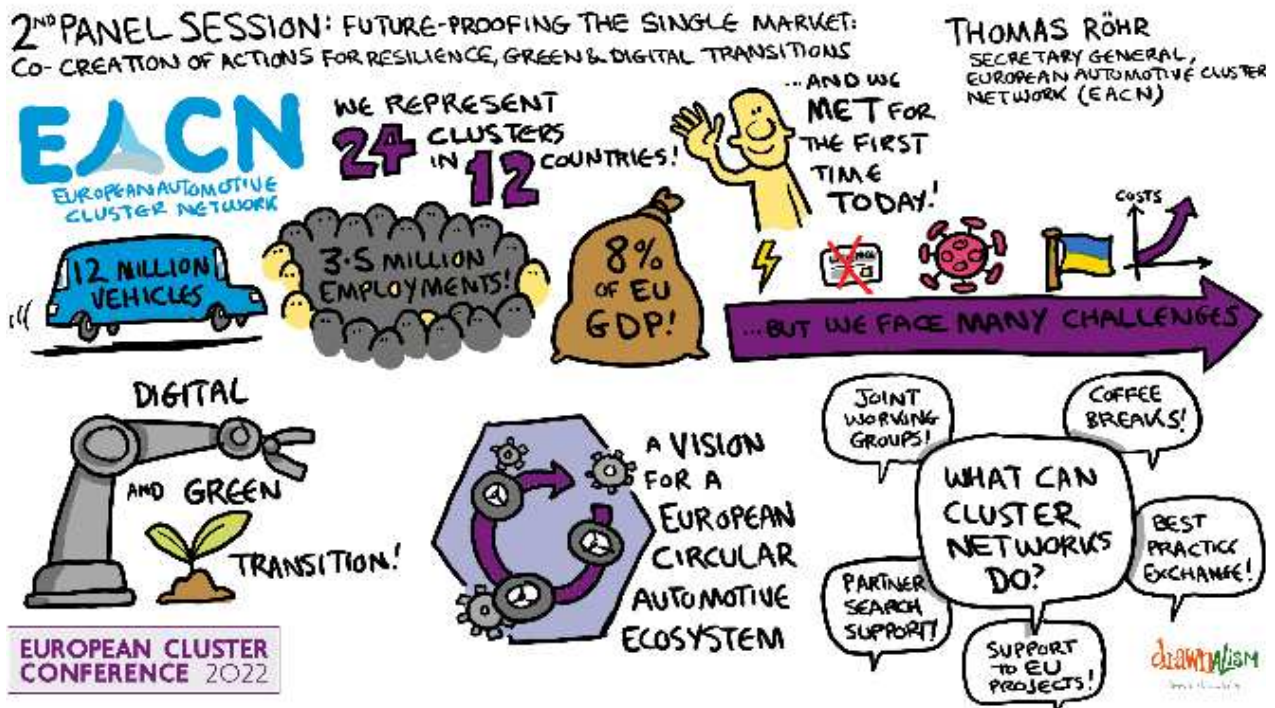 2ND PANEL SESSION: FUTURE-PROOFING THE SINGLE MARKET:
CO-CREATION OF ACTIONS FOR RESILIENCE, GREEN & DIGITAL TRANSITIONS
THOMAS RÖHR
SECRETARY GENERAL,
EUROPEAN AUTOMOTIVE CLUSTER
NETWORK (EACN)
EACN
EUROPEAN AUTOMOTIVE
CLUSTER NETWORK
WE REPRESENT
24 CLUSTERS
IN 12 COUNTRIES!
...AND WE
MET FOR
THE FIRST
TIME
TODAY!
12 MILLION
VEHICLES
3.5 MILLION
EMPLOYMENTS!
8%
OF EU
GDP!
COSTS
...BUT WE FACE MANY CHALLENGES
DIGITAL
AND GREEN
TRANSITION!
A VISION
FOR A
EUROPEAN
CIRCULAR
AUTOMOTIVE
ECOSYSTEM
JOINT
WORKING
GROUPS!
COFFEE
BREAKS!
WHAT CAN
CLUSTER
NETWORKS
DO?
BEST
PRACTICE
EXCHANGE!
PARTNER
SEARCH
SUPPORT!
SUPPORT
TO EU
PROJECTS!
EUROPEAN CLUSTER
CONFERENCE 2022
drawnalism